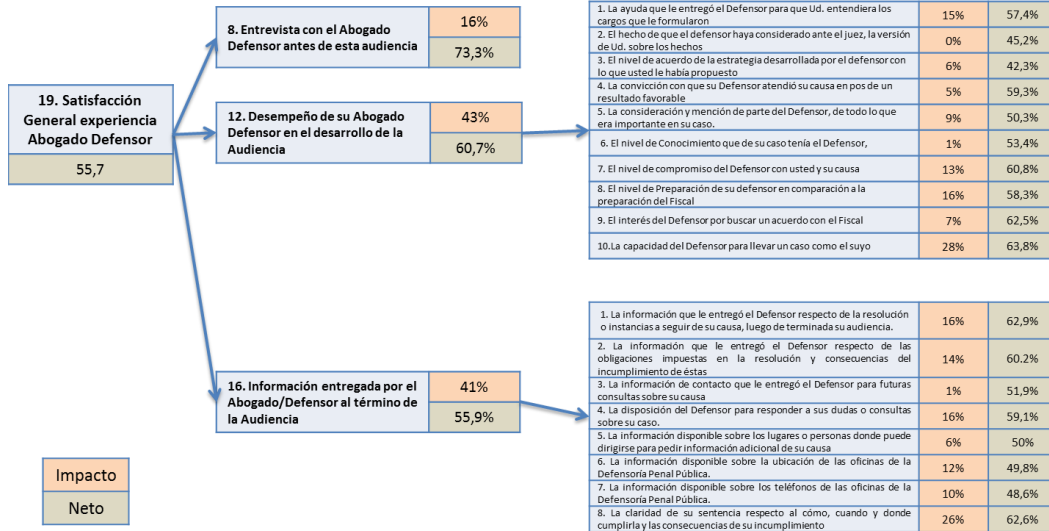 19. Satisfacción
General experiencia
Abogado Defensor
55,7
8. Entrevista con el Abogado
Defensor antes de esta audiencia
16%
73,3%
12. Desempeño de su Abogado
Defensor en el desarrollo de la
Audiencia
43%
60,7%
16. Información entregada por el
Abogado/Defensor al término de
la Audiencia
41%
55,9%
1. La ayuda que le entregó el Defensor para que Ud. entendiera los
cargos que le formularon
15%
57,4%
2. El hecho de que el defensor haya considerado ante el juez, la versión
de Ud. sobre los hechos
0%
45,2%
3. El nivel de acuerdo de la estrategia desarrollada por el defensor con
lo que usted le había propuesto
6%
42,3%
4. La convicción con que su Defensor atendió su causa en pos de un
resultado favorable
5%
59,3%
5. La consideración y mención de parte del Defensor, de todo lo que
era importante en su caso.
9%
50,3%
6. El nivel de Conocimiento que de su caso tenía el Defensor,
1%
53,4%
7. El nivel de compromiso del Defensor con usted y su causa
13%
60,8%
8. El nivel de Preparación de su defensor en comparación a la
preparación del Fiscal
16%
58,3%
9. El interés del Defensor por buscar un acuerdo con el Fiscal
7%
62,5%
10.La capacidad del Defensor para llevar un caso como el suyo
28%
63,8%
1. La información que le entregó el Defensor respecto de la resolución
o instancias a seguir de su causa, luego de terminada su audiencia.
16%
62,9%
2. La información que le entregó el Defensor respecto de las
obligaciones impuestas en la resolución y consecuencias del
incumplimiento de éstas
14%
60.2%
3. La información de contacto que le entregó el Defensor para futuras
consultas sobre su causa
1%
51,9%
4. La disposición del Defensor para responder a sus dudas o consultas
sobre su caso.
16%
59,1%
5. La información disponible sobre los lugares o personas donde puede
dirigirse para pedir información adicional de su causa
6%
50%
6. La información disponible sobre la ubicación de las oficinas de la
Defensoría Penal Pública.
12%
49,8%
7. La información disponible sobre los teléfonos de las oficinas de la
Defensoría Penal Pública.
10%
48,6%
8. La claridad de su sentencia respecto al cómo, cuando y donde
cumplirla y las consecuencias de su incumplimiento
26%
62,6%
Impacto
Neto